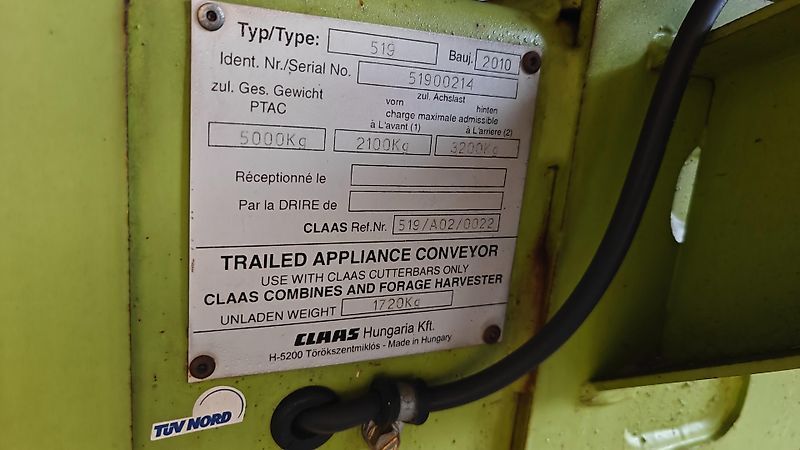 Typ/Type: 519 Bauj. 2010
Ident. Nr./Serial No. 51900214
zul. Ges. Gewicht zul. Achslast
PTAC vorn hinten
charge maximale admissible
à L'avant (1) à L'arriere (2)
5000Kg 2100Kg 3200Kg
Réceptionné le
Par la DRIRE de
CLAAS Ref.Nr. 519/A02/0022
TRAILED APPLIANCE CONVEYOR
USE WITH CLAAS CUTTERBARS ONLY
CLAAS COMBINES AND FORAGE HARVESTER
UNLADEN WEIGHT 1720Kg
CLAAS Hungaria Kft.
H-5200 Törökszentmiklós - Made in Hungary
TÜV NORD